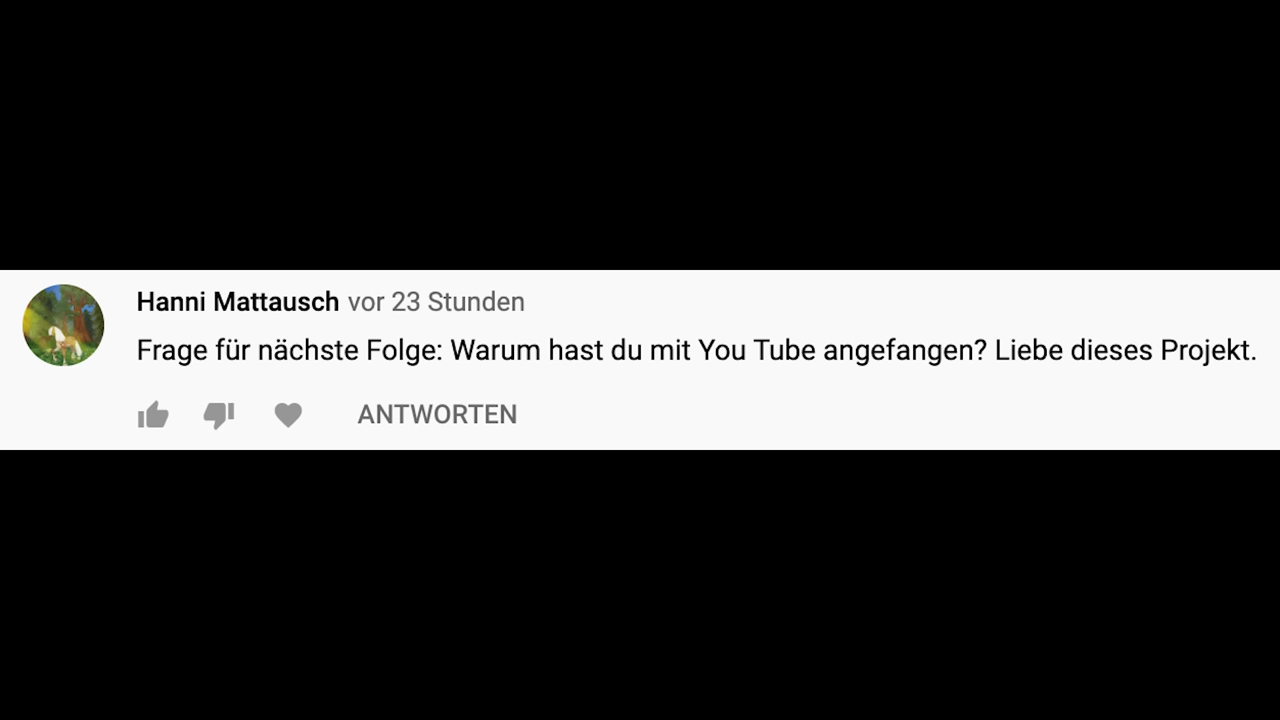 Hanni Mattausch vor 23 Stunden
Frage für nächste Folge: Warum hast du mit You Tube angefangen? Liebe dieses Projekt.
ANTWORTEN